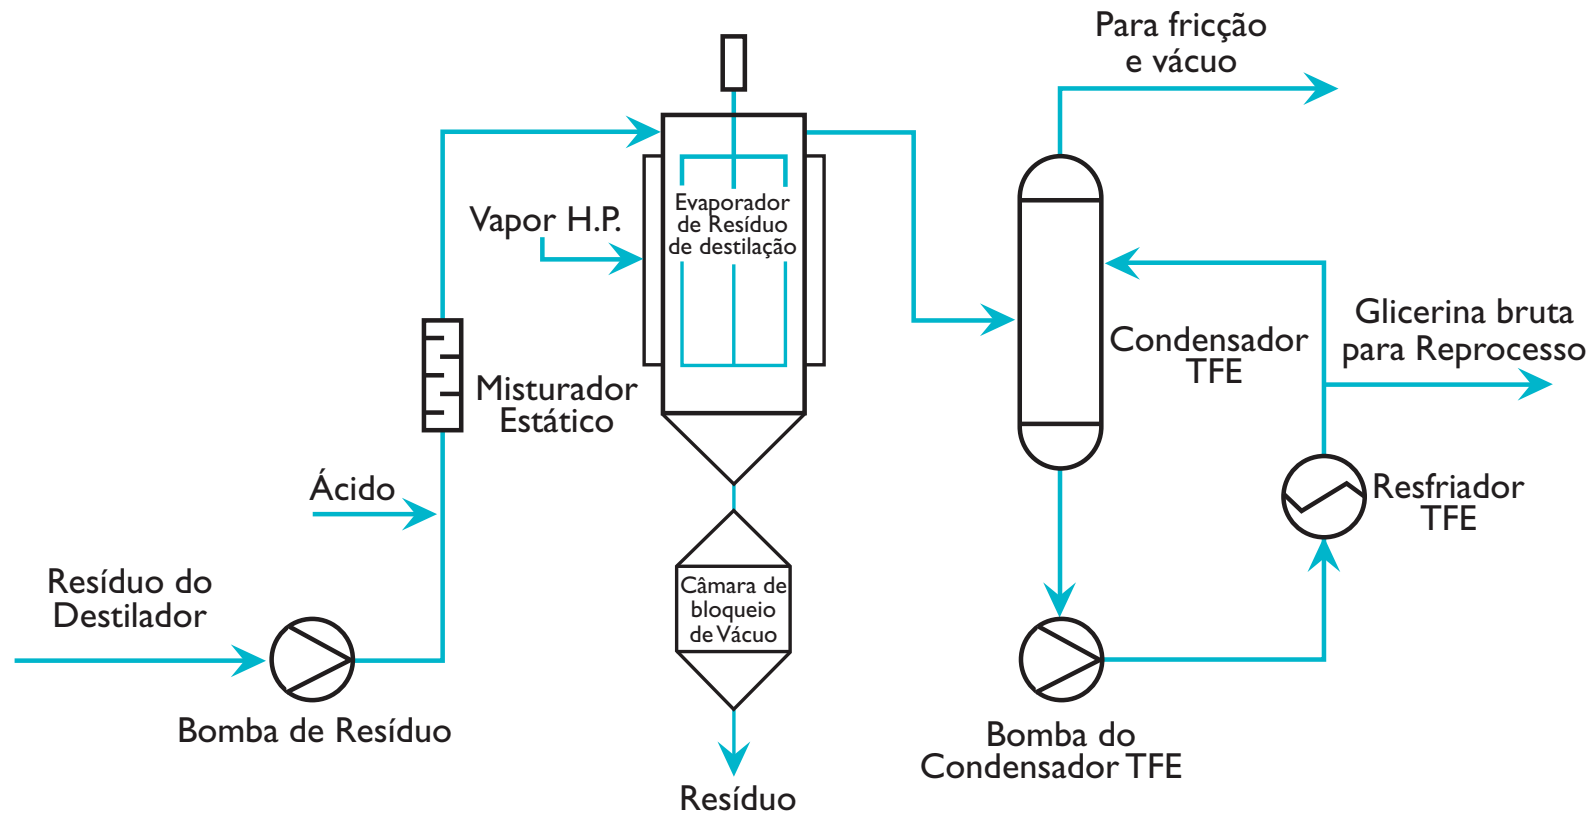 Para fricção
e vácuo
Vapor H.P.
Evaporador
de Resíduo
de destilação
Glicerina bruta
para Reprocesso
Condensador
TFE
Misturador
Estático
Ácido
Resfriador
TFE
Resíduo do
Destilador
Câmara de
bloqueio
de Vácuo
Bomba de Resíduo
Bomba do
Condensador TFE
Resíduo